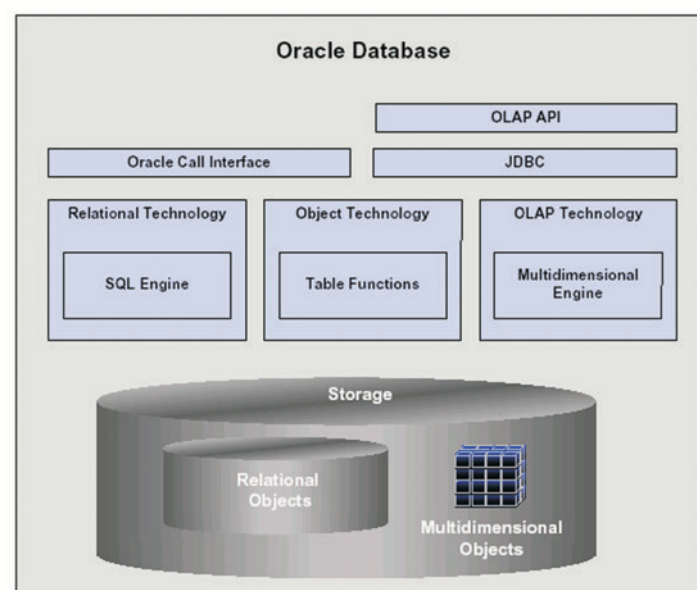 Oracle Database
OLAP API
Oracle Call Interface
JDBC
Relational Technology
Object Technology
OLAP Technology
SQL Engine
Table Functions
Multidimensional
Engine
Storage
Relational
Objects
Multidimensional
Objects